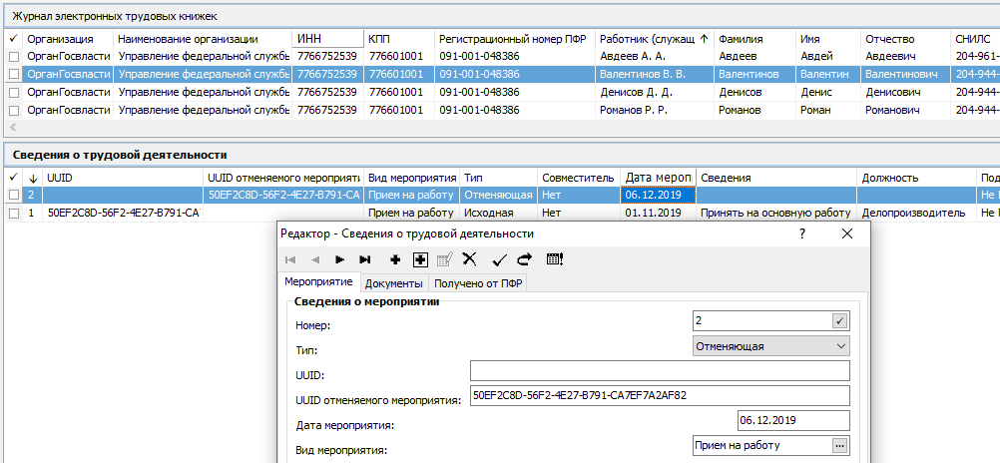 Журнал электронных трудовых книжек
✓ Организация Наименование организации ИНН КПП Регистрационный номер ПФР Работник (служащ ↑ Фамилия Имя Отчество СНИЛС
ОрганГосвласти Управление федеральной службы 7766752539 776601001 091-001-048386 Авдеев А. А. Авдеев Авдей Авдеевич 204-961-
ОрганГосвласти Управление федеральной службы 7766752539 776601001 091-001-048386 Валентинов В. В. Валентинов Валентин Валентинович 204-944-
ОрганГосвласти Управление федеральной службы 7766752539 776601001 091-001-048386 Денисов Д. Д. Денисов Денис Денисович 204-944-
ОрганГосвласти Управление федеральной службы 7766752539 776601001 091-001-048386 Романов Р. Р. Романов Роман Романович 204-944-
Сведения о трудовой деятельности
✓ ↓ UUID UUID отменяемого мероприяти Вид мероприятия Тип Совместитель Дата мероп Сведения Должность Под
2 50EF2C8D-56F2-4E27-B791-CA Прием на работу Отменяющая Нет 06.12.2019 Не П
1 50EF2C8D-56F2-4E27-B791-CA7 Прием на работу Исходная Нет 01.11.2019 Принять на основную работу Делопроизводитель Не П
Редактор - Сведения о трудовой деятельности ? ×
Мероприятие Документы Получено от ПФР
Сведения о мероприятии
Номер: 2
Тип: Отменяющая
UUID:
UUID отменяемого мероприятия: 50EF2C8D-56F2-4E27-B791-CA7EF7A2AF82
Дата мероприятия: 06.12.2019
Вид мероприятия: Прием на работу ...